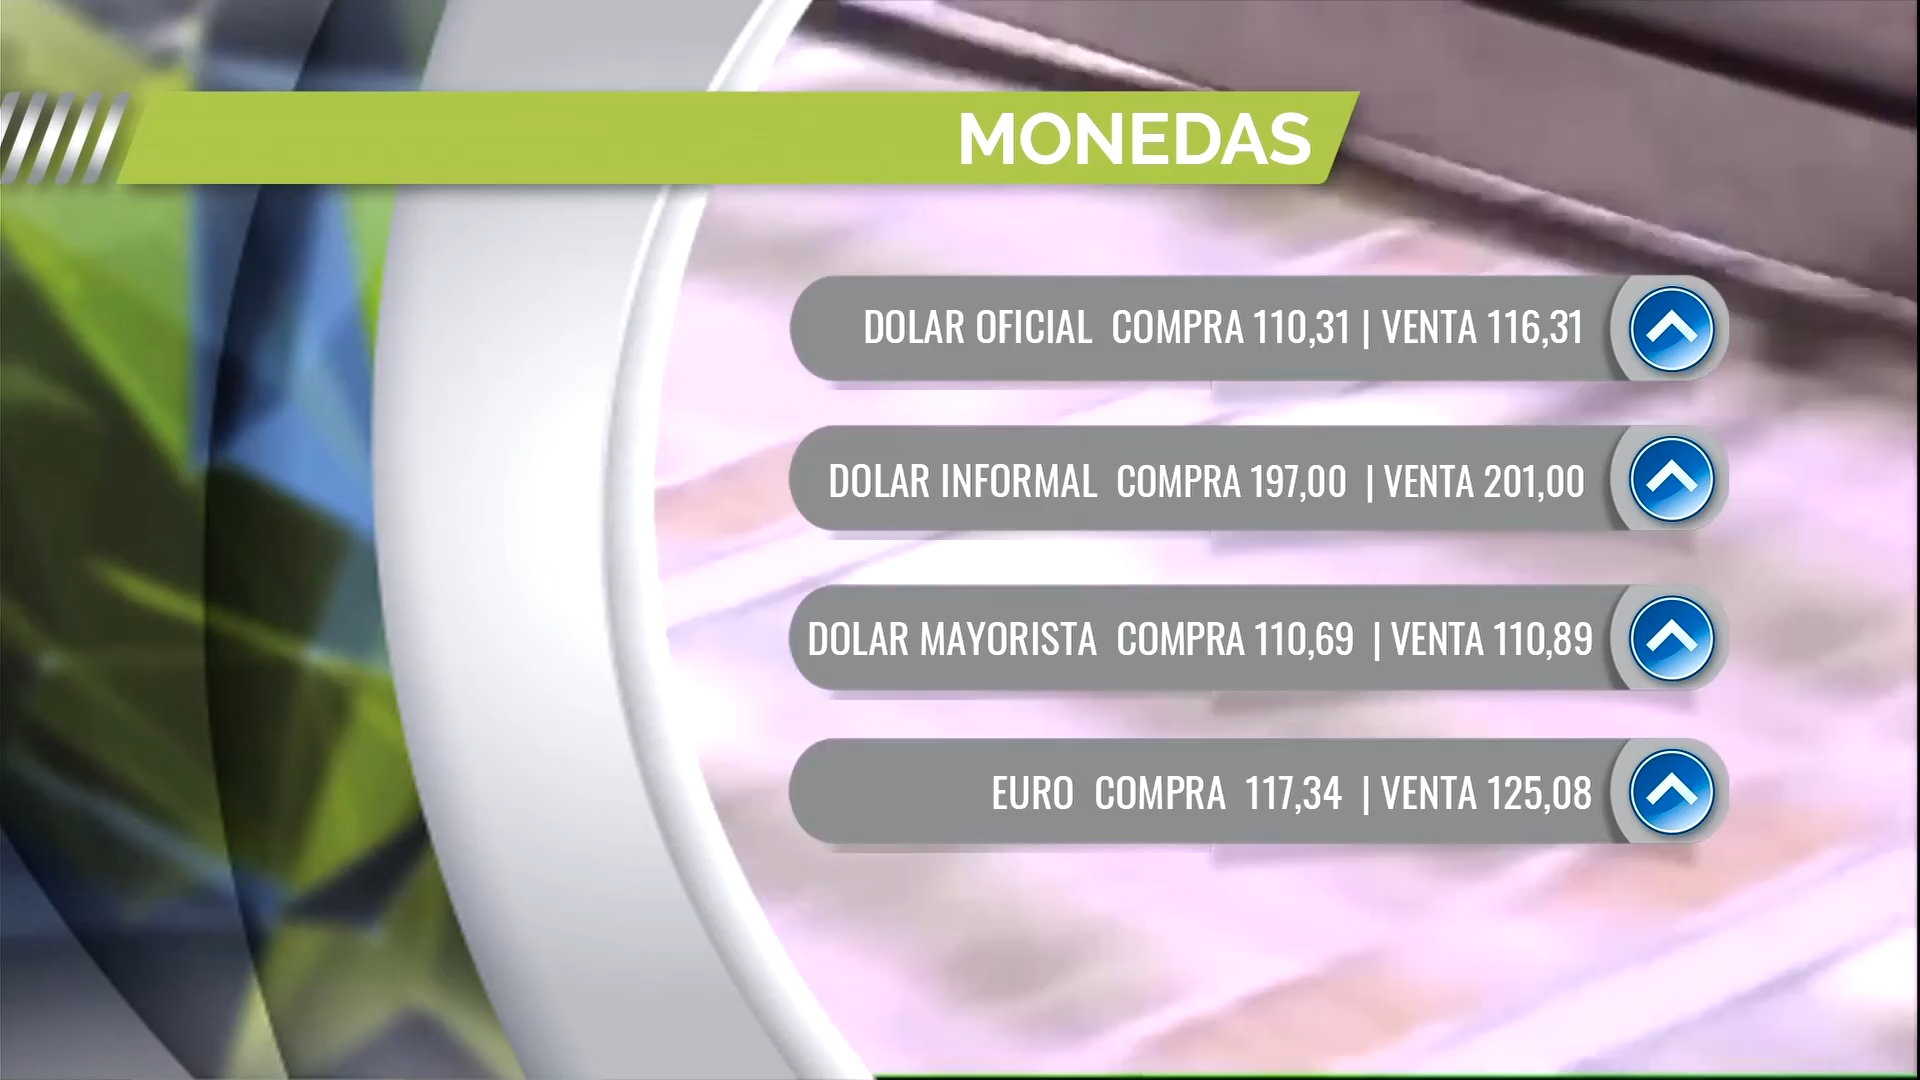 MONEDAS
DOLAR OFICIAL COMPRA 110,31 | VENTA 116,31
DOLAR INFORMAL COMPRA 197,00 | VENTA 201,00
DOLAR MAYORISTA COMPRA 110,69 | VENTA 110,89
EURO COMPRA 117,34 | VENTA 125,08